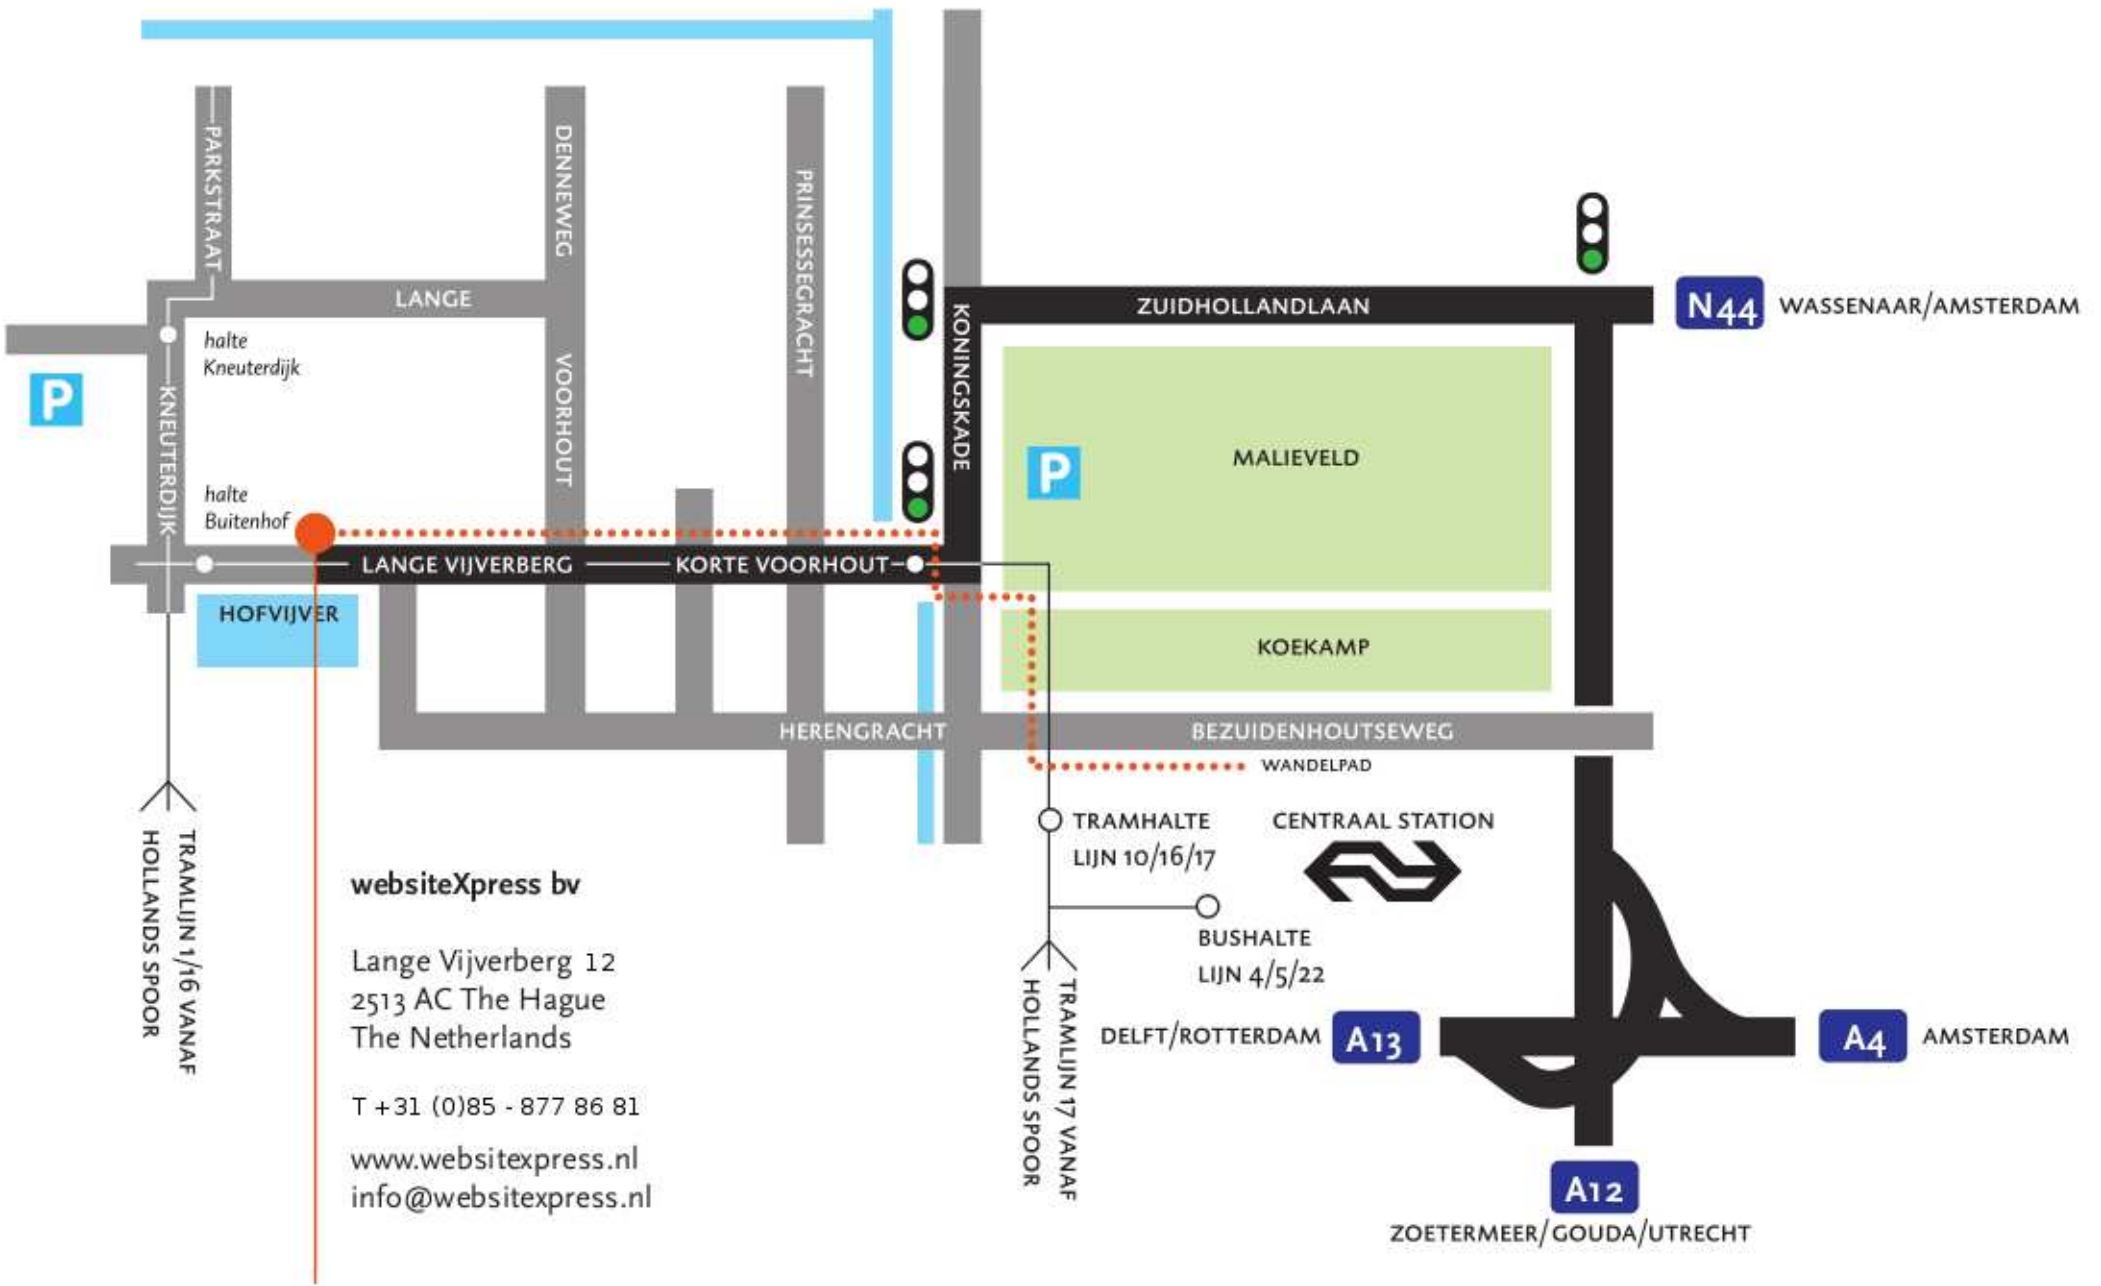 PARKSTRAAT
DENNEWEG
PRINSESSEGRACHT
LANGE
VOORHOUT
KONINGSKADE
ZUIDHOLLANDLAAN
N44
WASSENAAR/AMSTERDAM
halte
Kneuterdijk
P
KNEUTERDIJK
P
MALIEVELD
halte
Buitenhof
LANGE VIJVERBERG
KORTE VOORHOUT
HOFVIJVER
KOEKAMP
HERENGRACHT
BEZUIDENHOUTSEWEG
WANDELPAD
TRAMHALTE
LIJN 10/16/17
CENTRAAL STATION
BUSHALTE
LIJN 4/5/22
TRAMLIJN 1/16 VANAF
HOLLANDS SPOOR
TRAMLIJN 17 VANAF
HOLLANDS SPOOR
websiteXpress bv
Lange Vijverberg 12
2513 AC The Hague
The Netherlands
T +31 (0)85 - 877 86 81
www.websitexpress.nl
info@websitexpress.nl
DELFT/ROTTERDAM
A13
A4
AMSTERDAM
A12
ZOETERMEER/GOUDA/UTRECHT